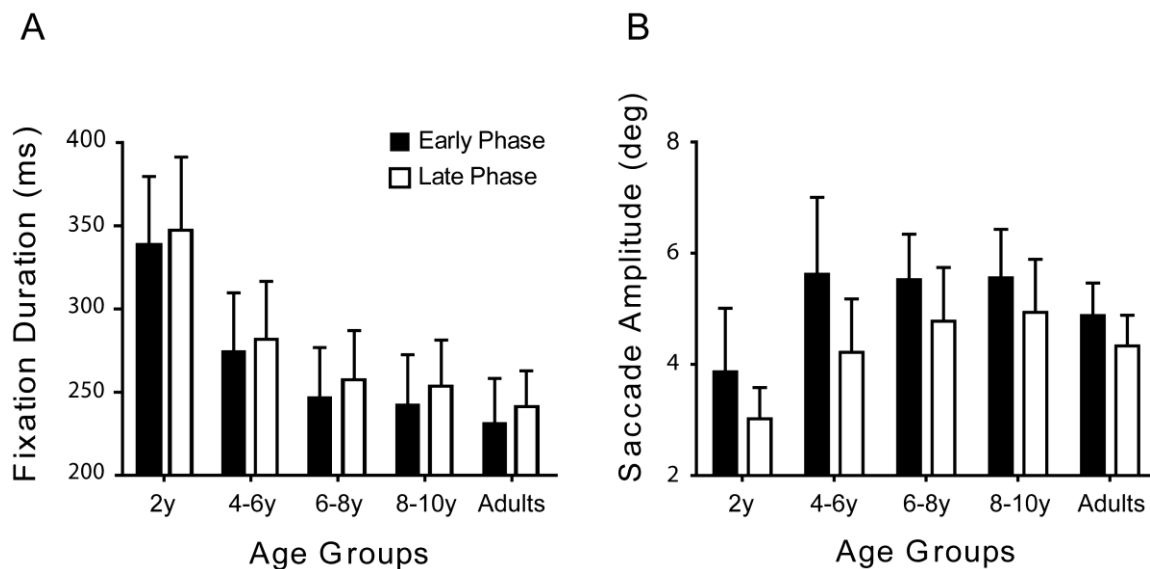 A
Fixation Duration (ms)
400
350
300
250
200
Early Phase
Late Phase
2y 4-6y 6-8y 8-10y Adults
Age Groups
B
Saccade Amplitude (deg)
8
6
4
2
2y 4-6y 6-8y 8-10y Adults
Age Groups